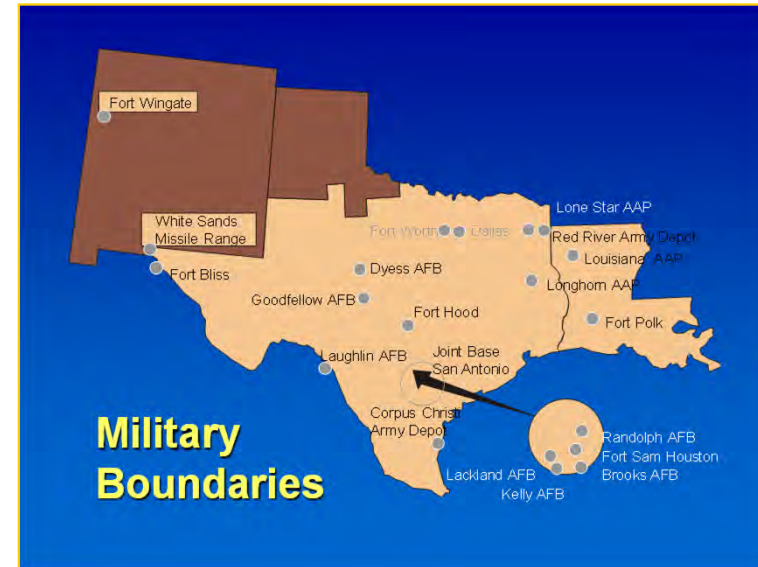 Fort Wingate
White Sands
Missile Range
Fort Bliss
Lone Star AAP
Fort Worth
Dallas
Red River Army Depot
Louisiana AAP
Dyess AFB
Longhorn AAP
Goodfellow AFB
Fort Hood
Fort Polk
Laughlin AFB
Joint Base
San Antonio
Corpus Christi
Army Depot
Military
Boundaries
Randolph AFB
Fort Sam Houston
Lackland AFB
Brooks AFB
Kelly AFB